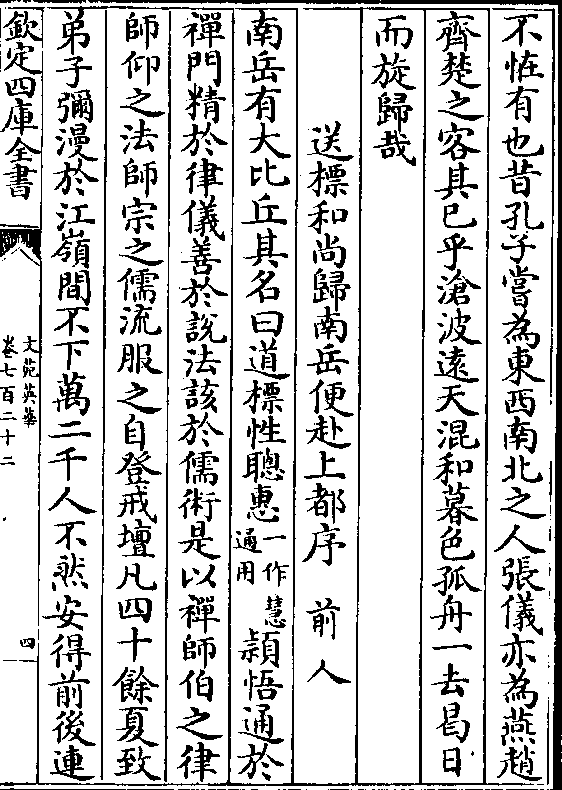 不恠有也昔孔子嘗為東西南北之人張儀亦為燕趙
齊楚之客其已乎滄波遠天混和暮色孤舟一去曷日
而旋歸哉
送標和尚歸南岳便赴上都序 前人
南岳有大比丘其名曰道標性聰惠一作慧通用頴悟通於
禪門精於律儀善於說法該於儒術是以禪師伯之律
師仰之法師宗之儒流服之自登戒壇凡四十餘夏致
弟子彌漫於江嶺間不下萬二千人不然安得前後連
欽定四庫全書
文苑英華
卷七百二十二
四